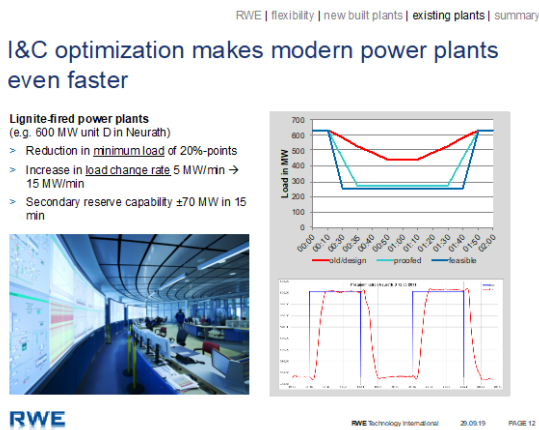 RWE | flexibility | new built plants | existing plants | summary
I&C optimization makes modern power plants
even faster
Lignite-fired power plants
(e.g. 600 MW unit D in Neurath)
> Reduction in minimum load of 20%-points
> Increase in load change rate 5 MW/min →
15 MW/min
> Secondary reserve capability ±70 MW in 15
min
Load in MW
700
600
500
400
300
200
100
0
00:00 00:10 00:20 00:35 00:40 00:50 01:00 01:10 01:20 01:30 01:40 01:50 02:00
old/design proofed feasible
RWE
RWE Technology International 29.09.19 PAGE 12